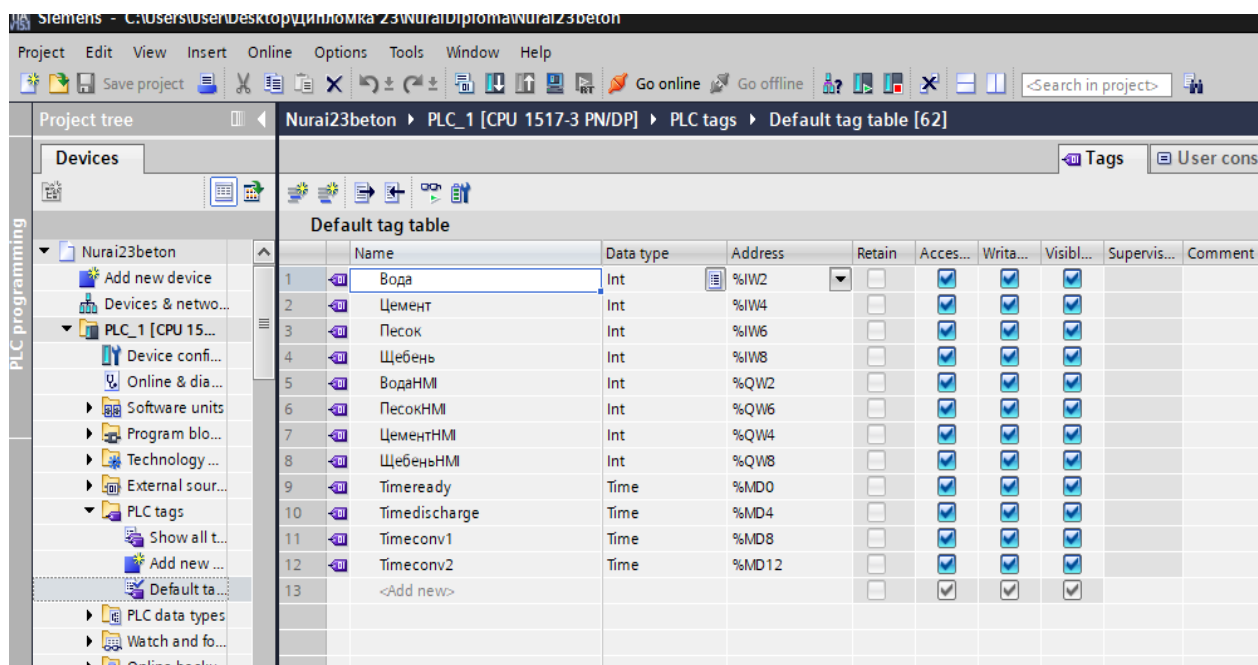 Siemens - C:\Users\User\Desktop\Дипломка 23\NuraiDiploma\Nurai23beton
Project Edit View Insert Online Options Tools Window Help
Save project Go online Go offline <Search in project>
Project tree Nurai23beton PLC_1 [CPU 1517-3 PN/DP] PLC tags Default tag table [62]
Devices Tags User cons
Default tag table
PLC programming
Nurai23beton
Add new device
Devices & netwo...
PLC_1 [CPU 15...
Device confi...
Online & dia...
Software units
Program blo...
Technology ...
External sour...
PLC tags
Show all t...
Add new ...
Default ta...
PLC data types
Watch and fo...
Name Data type Address Retain Acces... Writa... Visibl... Supervis... Comment
1 Вода Int %IW2
2 Цемент Int %IW4
3 Песок Int %IW6
4 Щебень Int %IW8
5 ВодаHMI Int %QW2
6 ПесокHMI Int %QW6
7 ЦементHMI Int %QW4
8 ЩебеньHMI Int %QW8
9 Timeready Time %MD0
10 Timedischarge Time %MD4
11 Timeconv1 Time %MD8
12 Timeconv2 Time %MD12
13 <Add new>